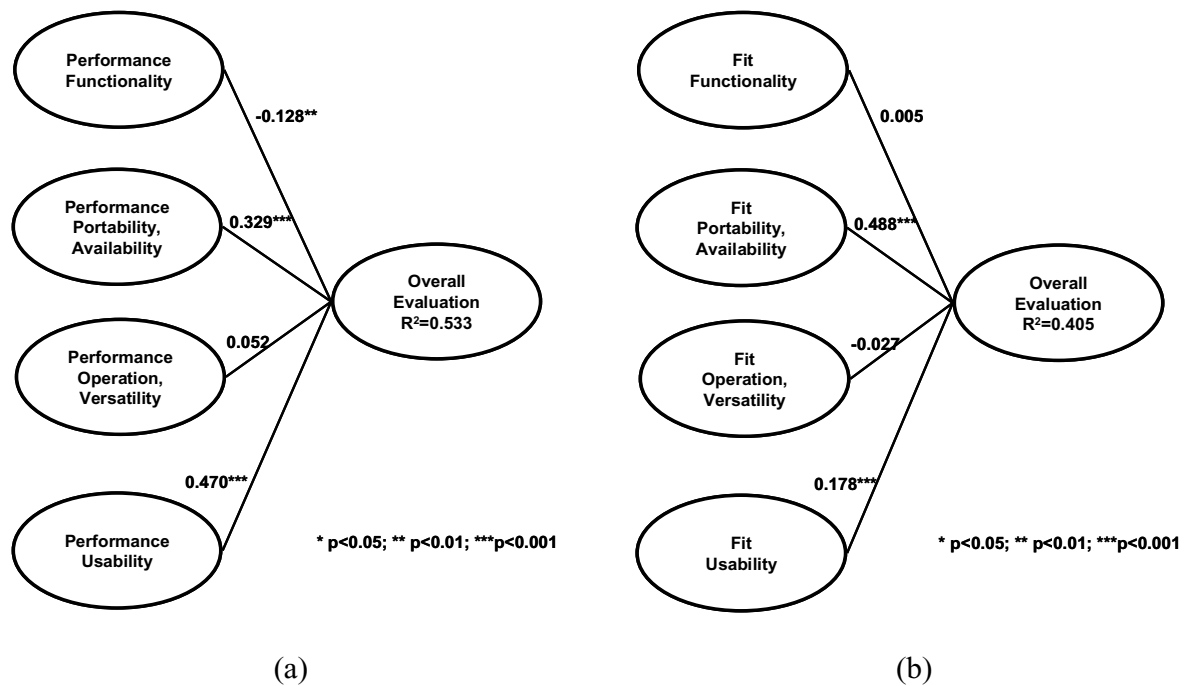 Performance
Functionality
-0.128**
Performance
Portability,
Availability
0.329***
Overall
Evaluation
R²=0.533
0.052
Performance
Operation,
Versatility
0.470***
Performance
Usability
* p<0.05; ** p<0.01; ***p<0.001
(a)
Fit
Functionality
0.005
Fit
Portability,
Availability
0.488***
Overall
Evaluation
R²=0.405
-0.027
Fit
Operation,
Versatility
0.178***
Fit
Usability
* p<0.05; ** p<0.01; ***p<0.001
(b)